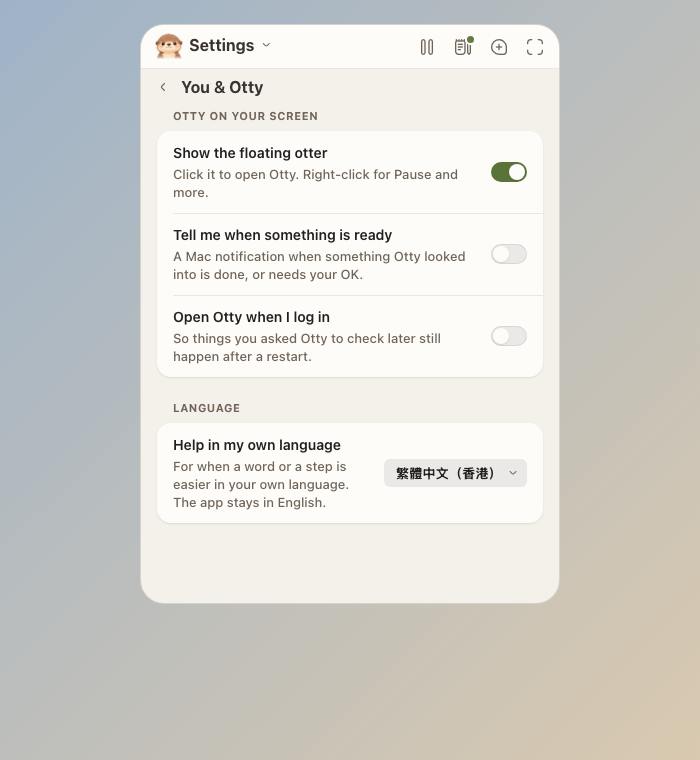 Settings
You & Otty
OTTY ON YOUR SCREEN
Show the floating otter
Click it to open Otty. Right-click for Pause and
more.
Tell me when something is ready
A Mac notification when something Otty looked
into is done, or needs your OK.
Open Otty when I log in
So things you asked Otty to check later still
happen after a restart.
LANGUAGE
Help in my own language
For when a word or a step is
easier in your own language.
The app stays in English.
繁體中文（香港）